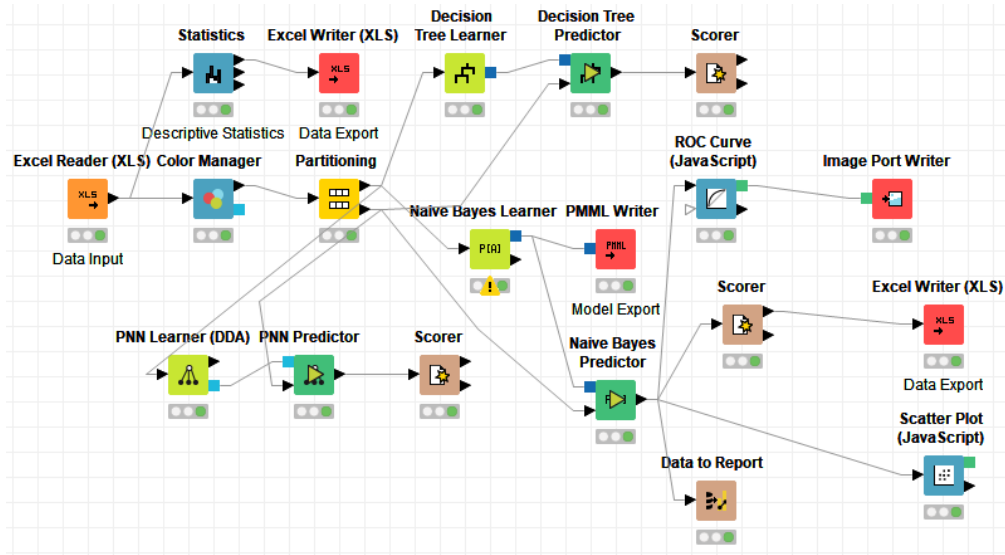 Decision
Tree Learner
Decision Tree
Predictor
Statistics
Excel Writer (XLS)
Scorer
XLS
Descriptive Statistics
Data Export
ROC Curve
(JavaScript)
Excel Reader (XLS)
Color Manager
Partitioning
Image Port Writer
XLS
Data Input
Naive Bayes Learner
PMML Writer
P[A]
PMML
Model Export
Scorer
Excel Writer (XLS)
XLS
Data Export
PNN Learner (DDA)
PNN Predictor
Scorer
Naive Bayes
Predictor
Scatter Plot
(JavaScript)
Data to Report